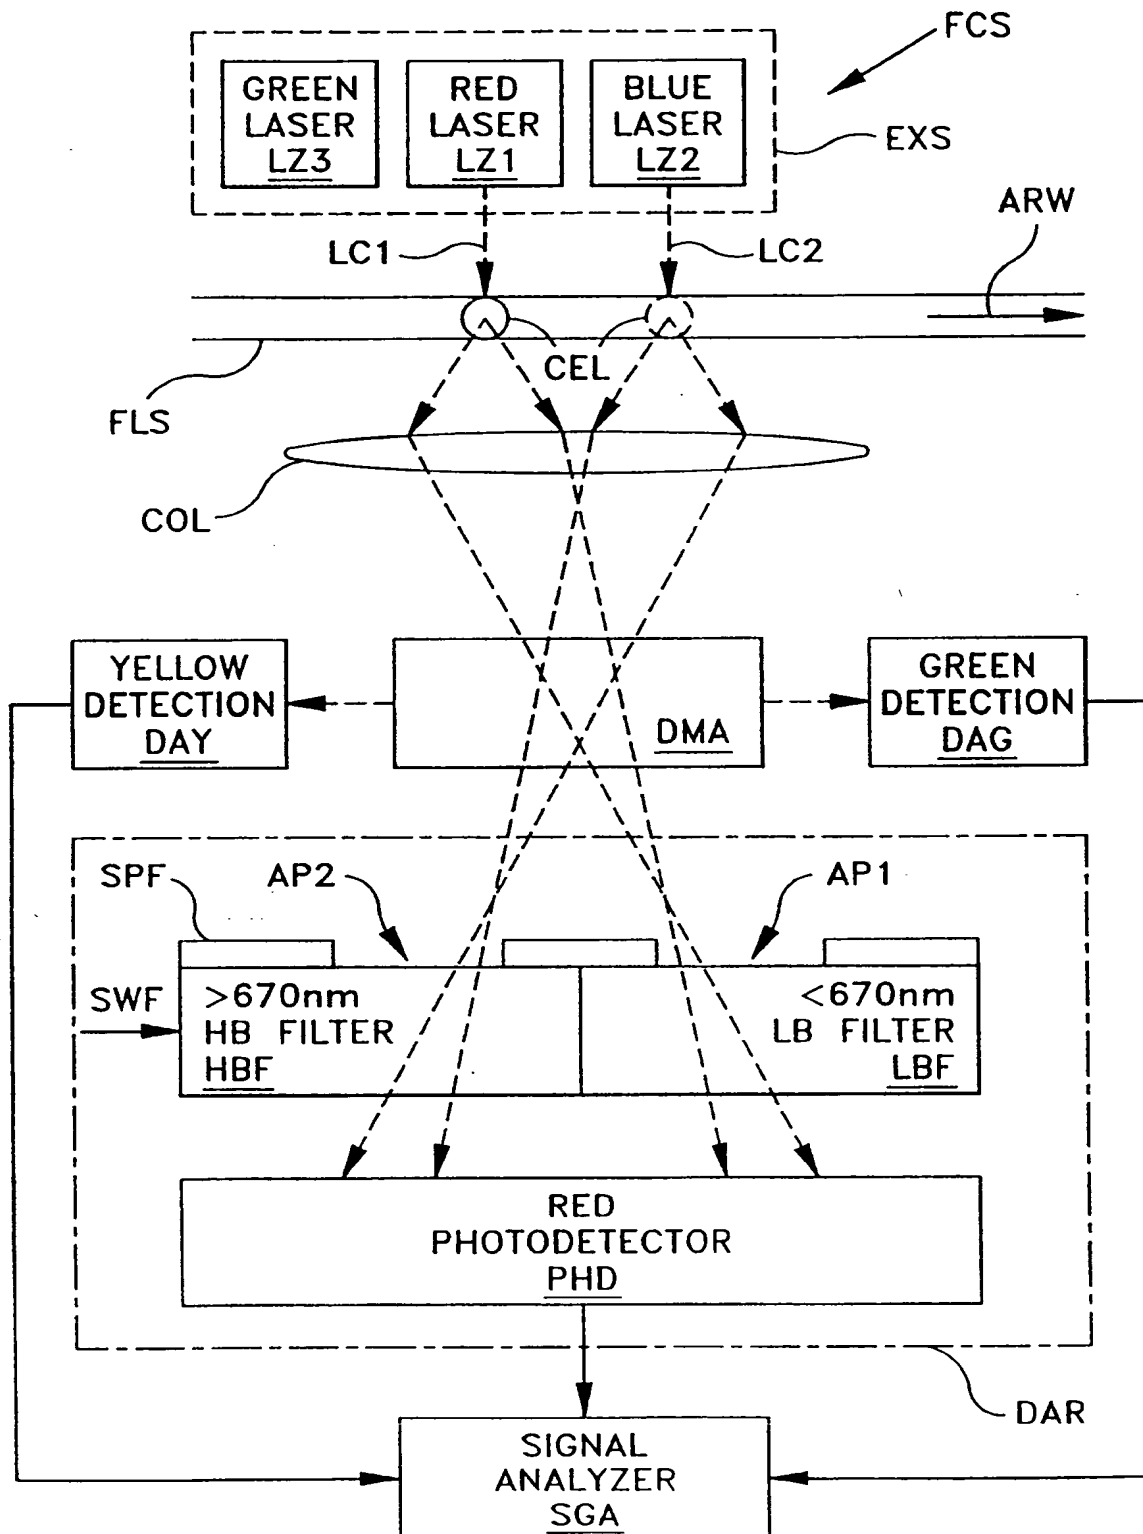 FCS
GREEN
LASER
LZ3
RED
LASER
LZ1
BLUE
LASER
LZ2
EXS
ARW
LC1
LC2
CEL
FLS
COL
YELLOW
DETECTION
DAY
DMA
GREEN
DETECTION
DAG
SPF
AP2
AP1
SWF
>670nm
HB FILTER
HBF
<670nm
LB FILTER
LBF
RED
PHOTODETECTOR
PHD
DAR
SIGNAL
ANALYZER
SGA